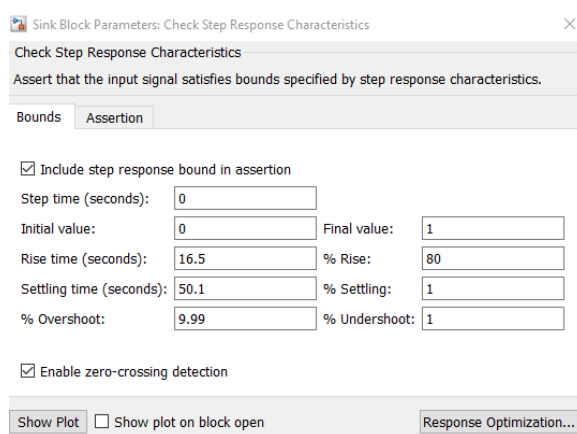 Sink Block Parameters: Check Step Response Characteristics
Check Step Response Characteristics
Assert that the input signal satisfies bounds specified by step response characteristics.
Bounds Assertion
Include step response bound in assertion
Step time (seconds): 0
Initial value: 0 Final value: 1
Rise time (seconds): 16.5 % Rise: 80
Settling time (seconds): 50.1 % Settling: 1
% Overshoot: 9.99 % Undershoot: 1
Enable zero-crossing detection
Show Plot Show plot on block open Response Optimization...